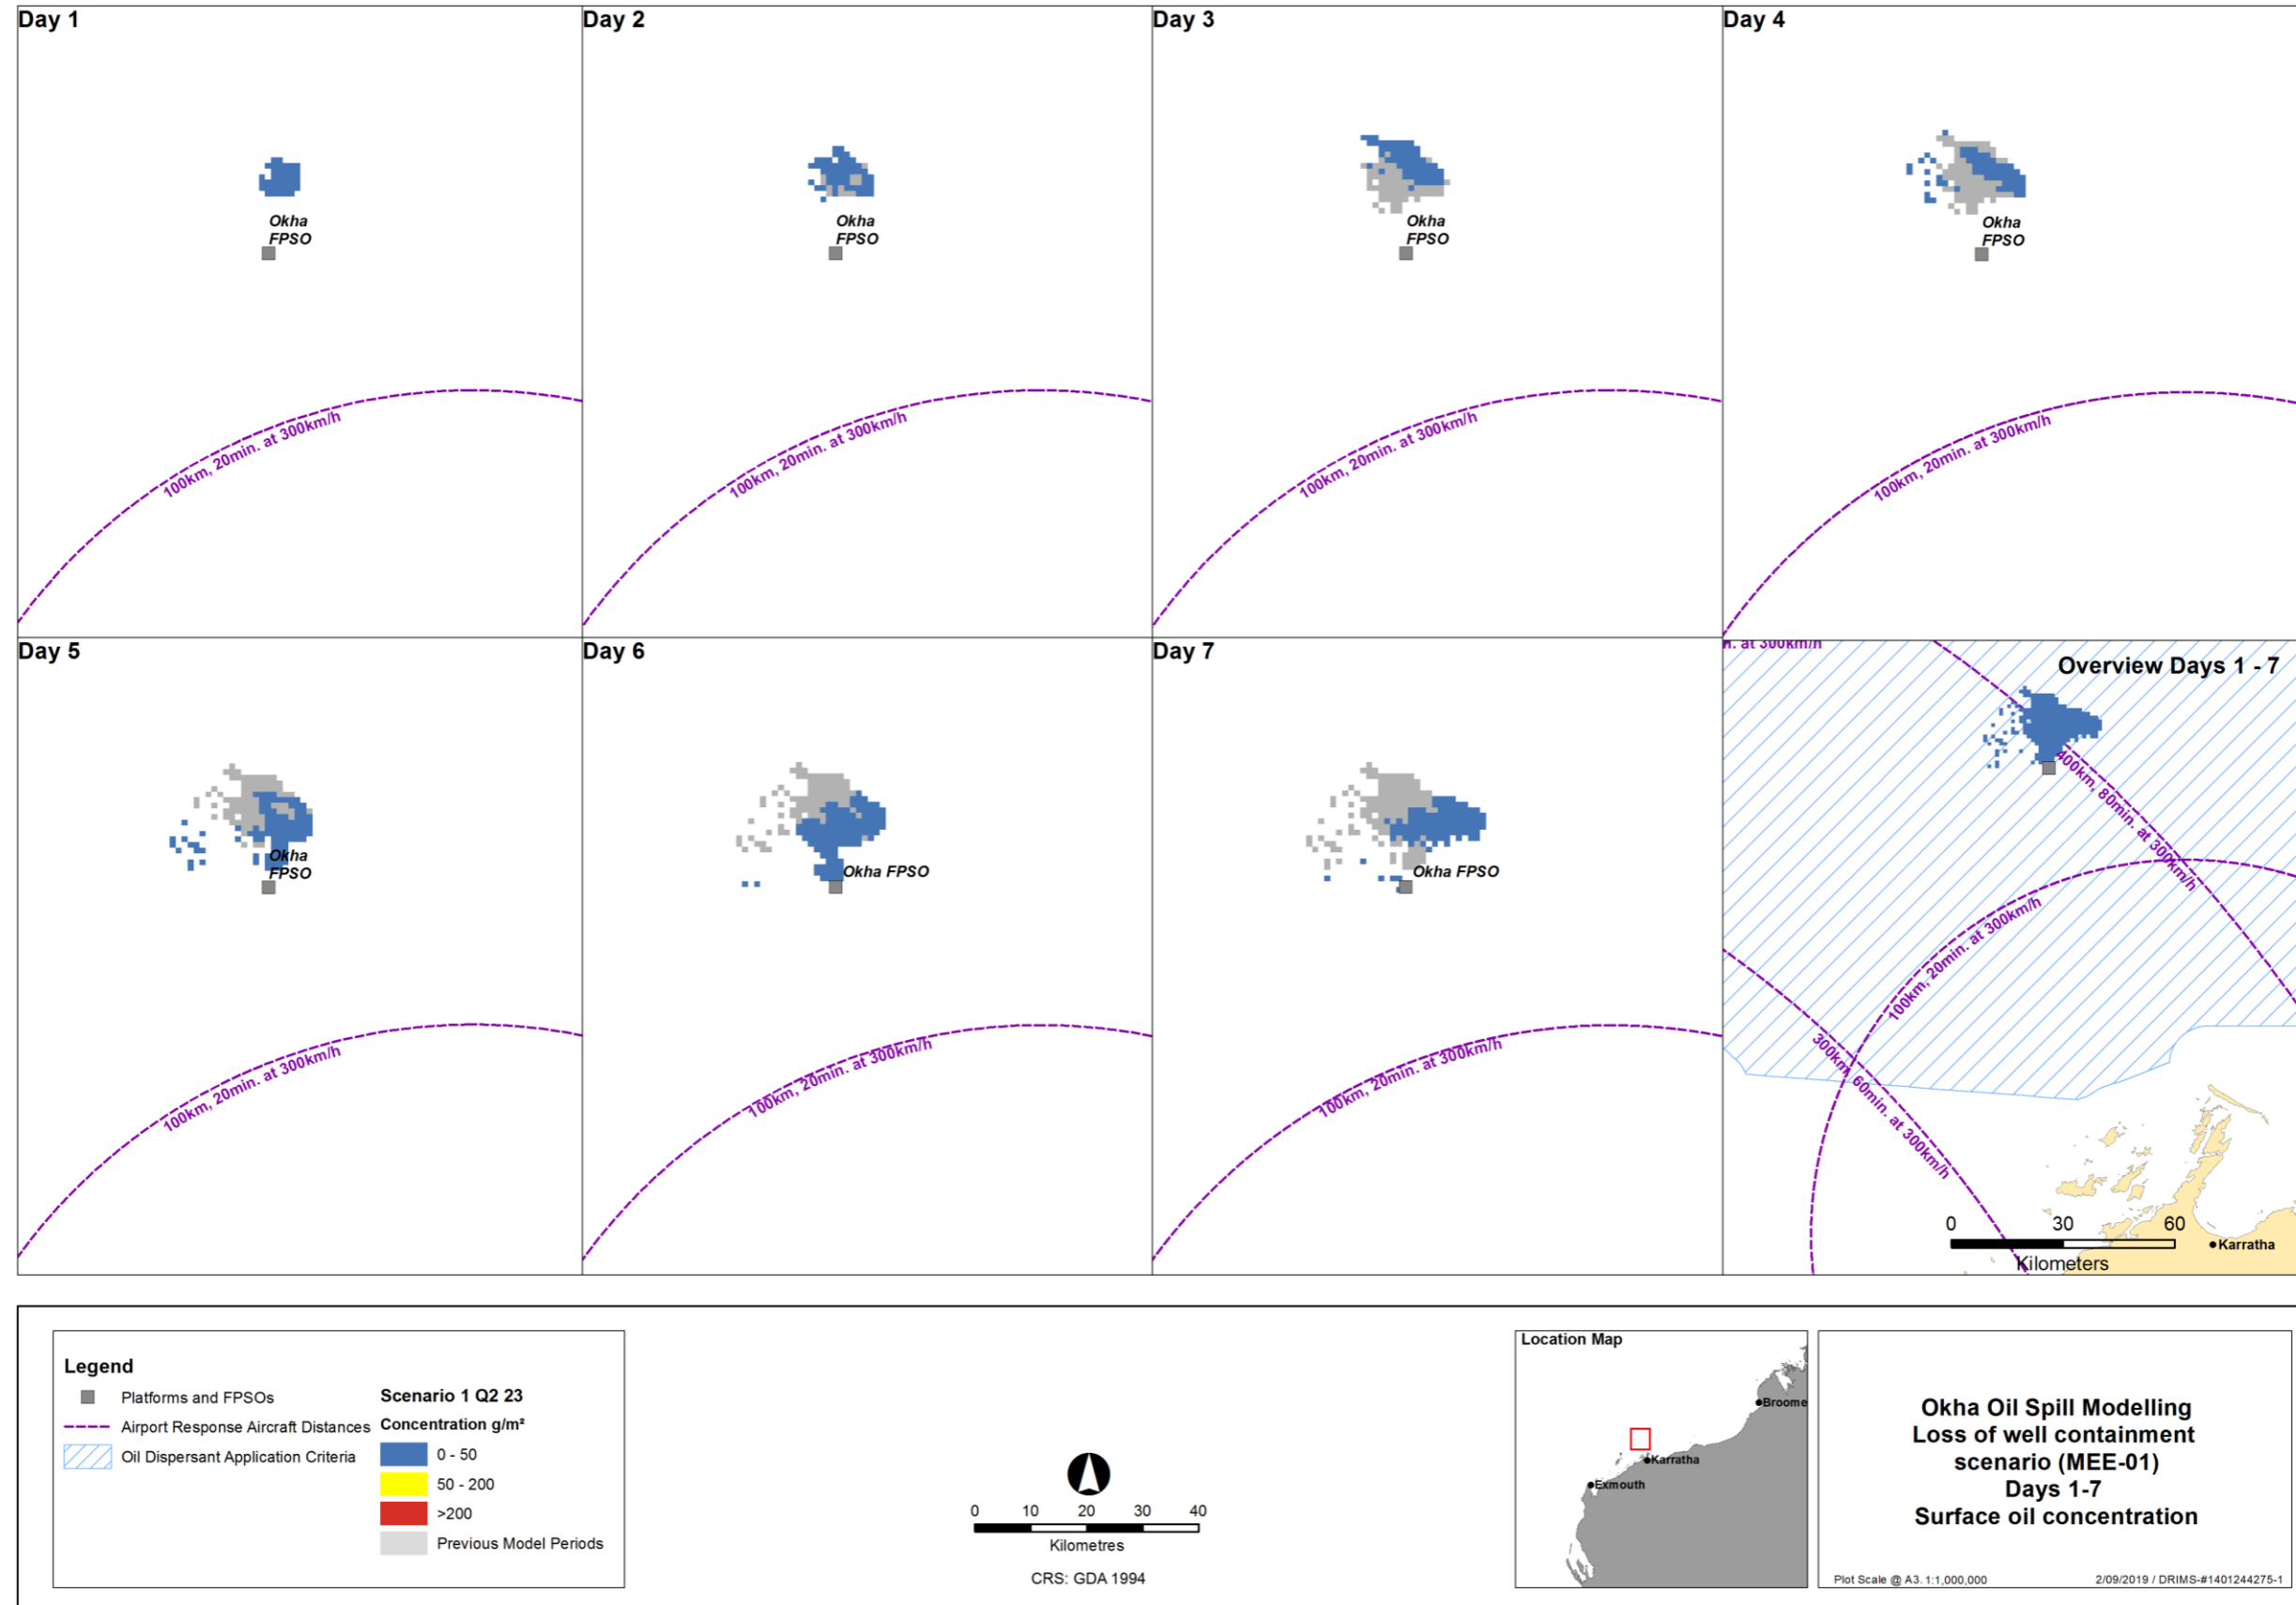 Day 1
Day 2
Day 3
Day 4
Okha
FPSO
Okha
FPSO
Okha
FPSO
Okha
FPSO
100km, 20min. at 300km/h
100km, 20min. at 300km/h
100km, 20min. at 300km/h
100km, 20min. at 300km/h
Day 5
Day 6
Day 7
at 300km/h
Overview Days 1 - 7
Okha
FPSO
Okha FPSO
Okha FPSO
400km, 80min. at 300km/h
100km, 20min. at 300km/h
100km, 20min. at 300km/h
100km, 20min. at 300km/h
100km, 20min. at 300km/h
300km, 60min. at 300km/h
0 30 60
Kilometers
Karratha
Legend
Platforms and FPSOs
Airport Response Aircraft Distances
Oil Dispersant Application Criteria
Scenario 1 Q2 23
Concentration g/m²
0 - 50
50 - 200
>200
Previous Model Periods
0 10 20 30 40
Kilometres
CRS: GDA 1994
Location Map
Broome
Karratha
Exmouth
Okha Oil Spill Modelling
Loss of well containment
scenario (MEE-01)
Days 1-7
Surface oil concentration
Plot Scale @ A3. 1:1,000,000
2/09/2019 / DRIMS-#1401244275-1